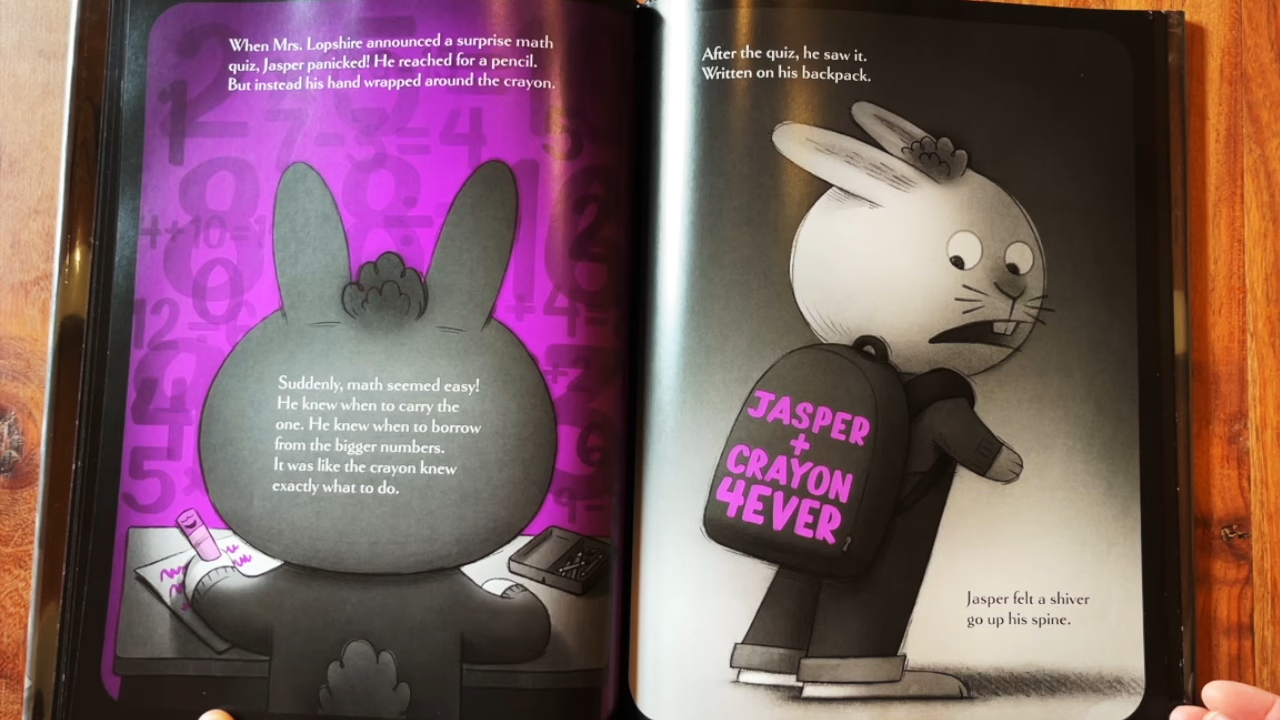 When Mrs. Lopshire announced a surprise math
quiz, Jasper panicked! He reached for a pencil.
But instead his hand wrapped around the crayon.
Suddenly, math seemed easy!
He knew when to carry the
one. He knew when to borrow
from the bigger numbers.
It was like the crayon knew
exactly what to do.
After the quiz, he saw it.
Written on his backpack.
JASPER
+
CRAYON
4EVER
Jasper felt a shiver
go up his spine.